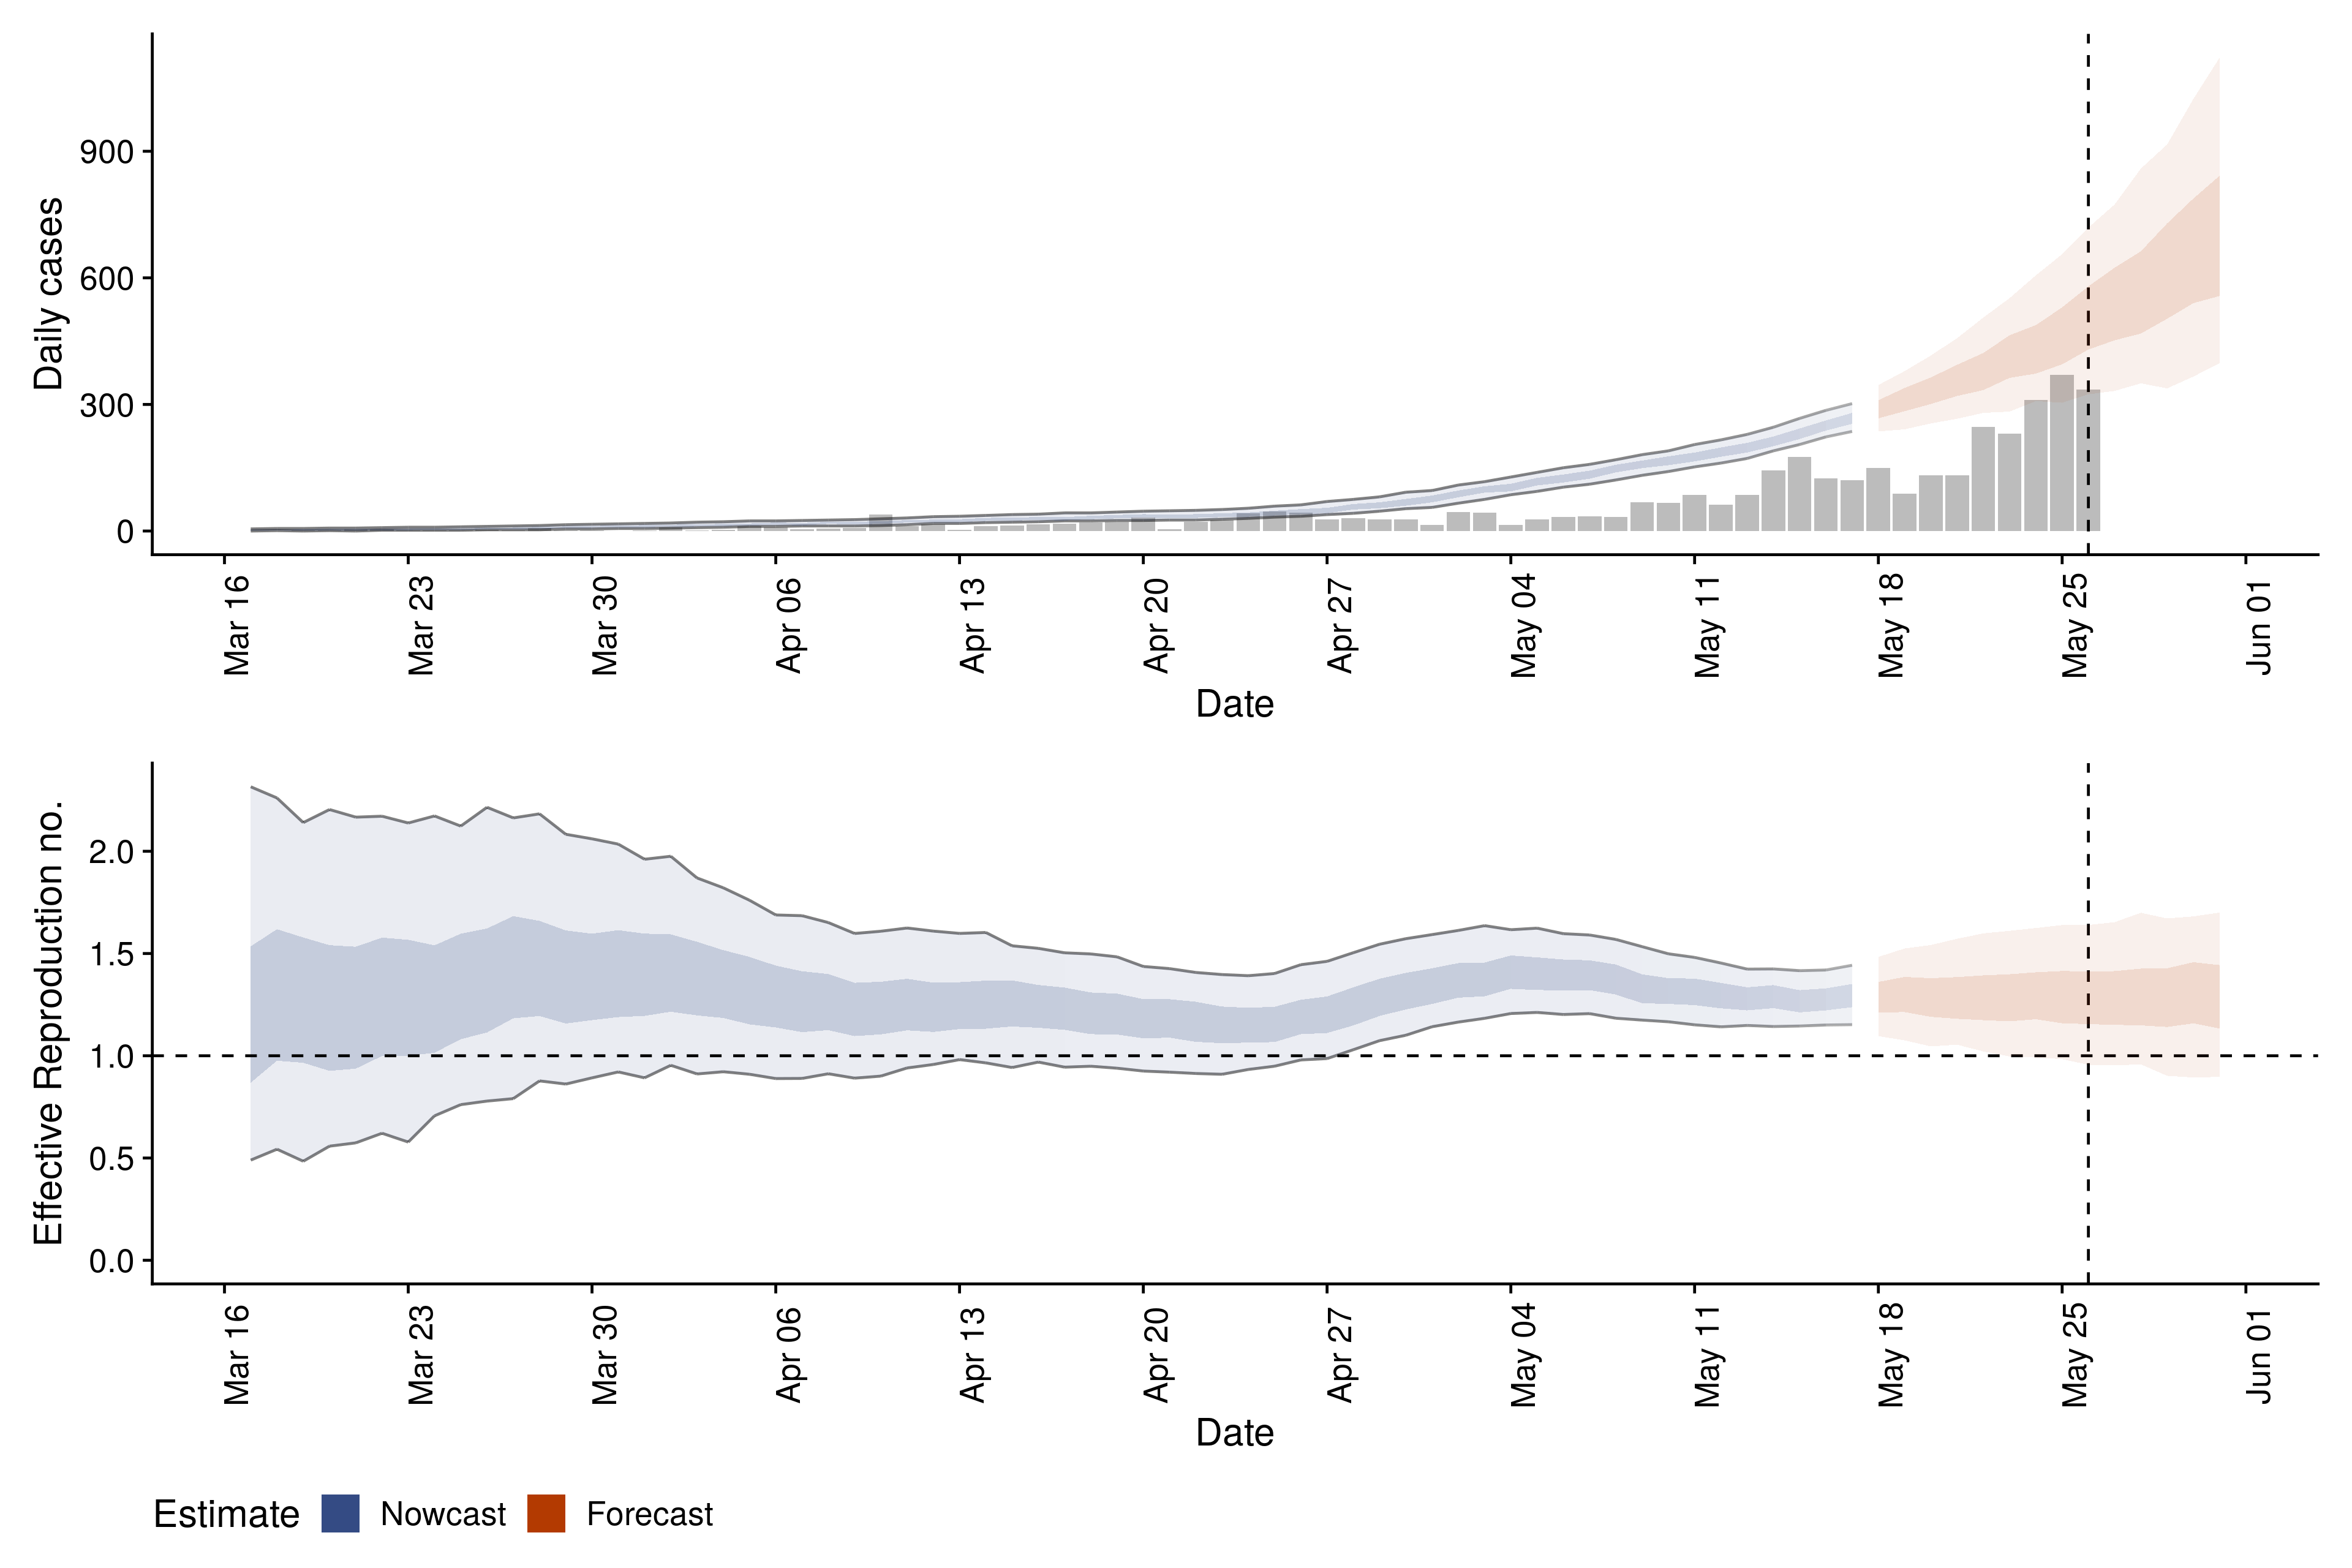 Daily cases
900
600
300
0
Mar 16
Mar 23
Mar 30
Apr 06
Apr 13
Apr 20
Apr 27
May 04
May 11
May 18
May 25
Jun 01
Date
Effective Reproduction no.
2.0
1.5
1.0
0.5
0.0
Mar 16
Mar 23
Mar 30
Apr 06
Apr 13
Apr 20
Apr 27
May 04
May 11
May 18
May 25
Jun 01
Date
Estimate Nowcast Forecast